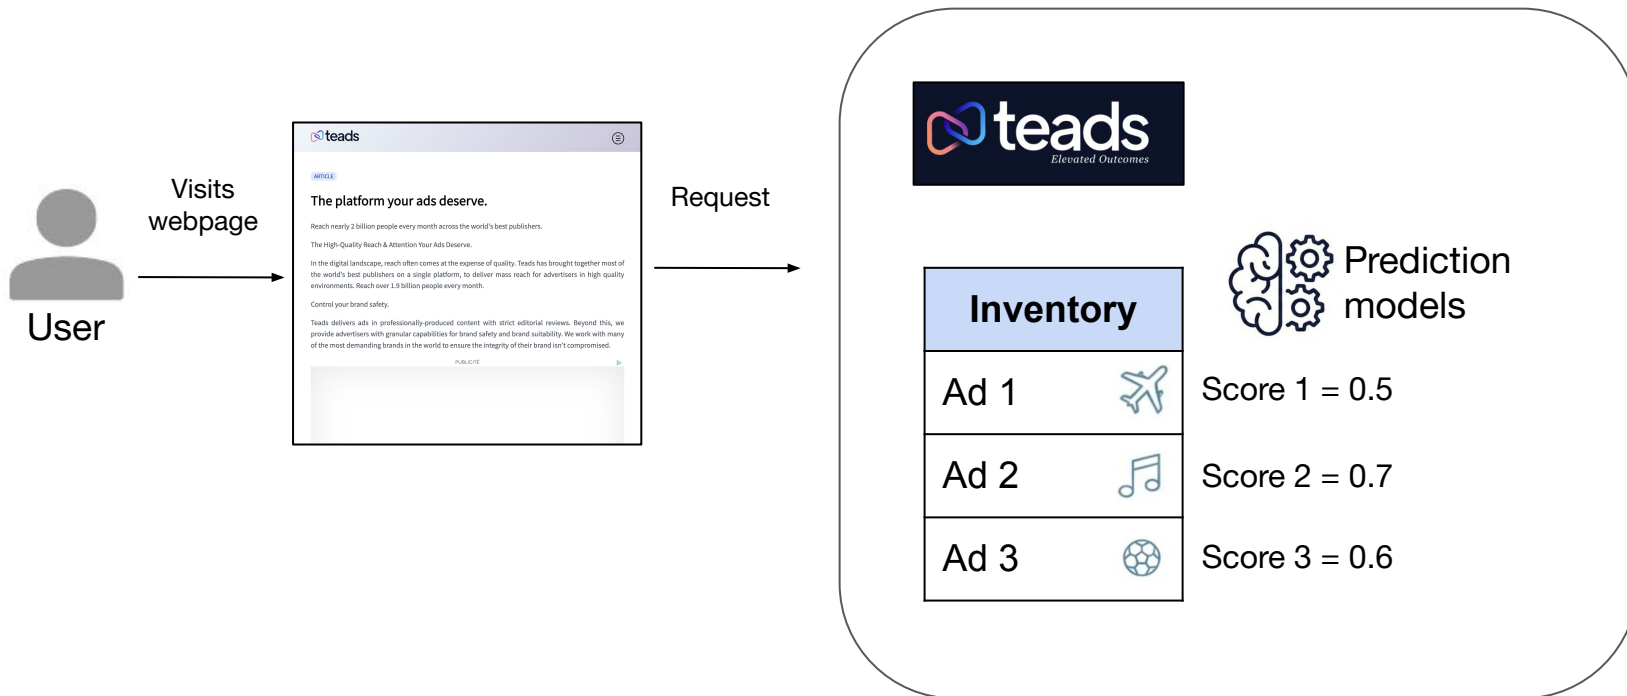 User
Visits
webpage
teads
ARTICLE
The platform your ads deserve.
Reach nearly 2 billion people every month across the world's best publishers.
The High-Quality Reach & Attention Your Ads Deserve.
In the digital landscape, reach often comes at the expense of quality. Teads has brought together most of
the world's best publishers on a single platform, to deliver mass reach for advertisers in high quality
environments. Reach over 1.9 billion people every month.
Control your brand safety.
Teads delivers ads in professionally-produced content with strict editorial reviews. Beyond this, we
provide advertisers with granular capabilities for brand safety and brand suitability. We work with many
of the most demanding brands in the world to ensure the integrity of their brand isn't compromised.
PUBLICITÉ
Request
teads
Elevated Outcomes
Prediction
models
Inventory
Ad 1
Score 1 = 0.5
Ad 2
Score 2 = 0.7
Ad 3
Score 3 = 0.6